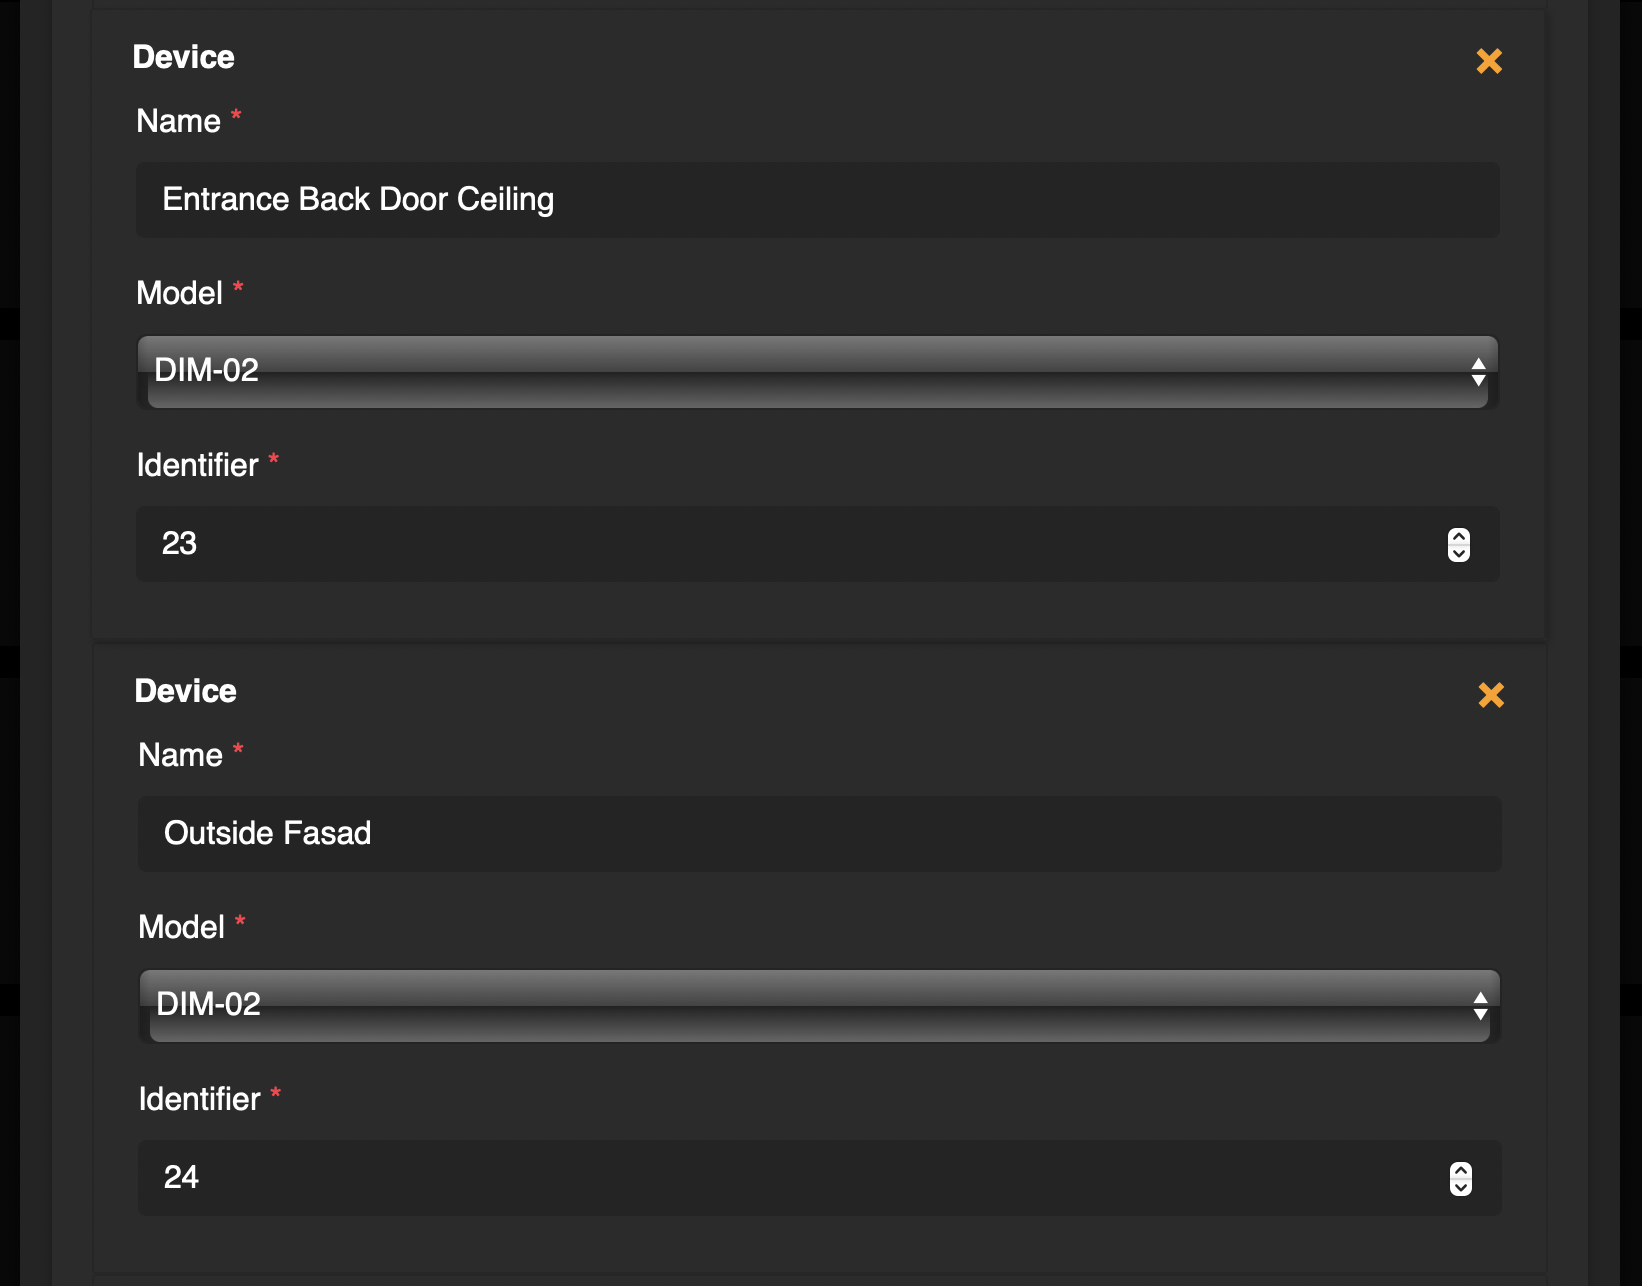 Device
Name *
Entrance Back Door Ceiling
Model *
DIM-02
Identifier *
23
Device
Name *
Outside Fasad
Model *
DIM-02
Identifier *
24